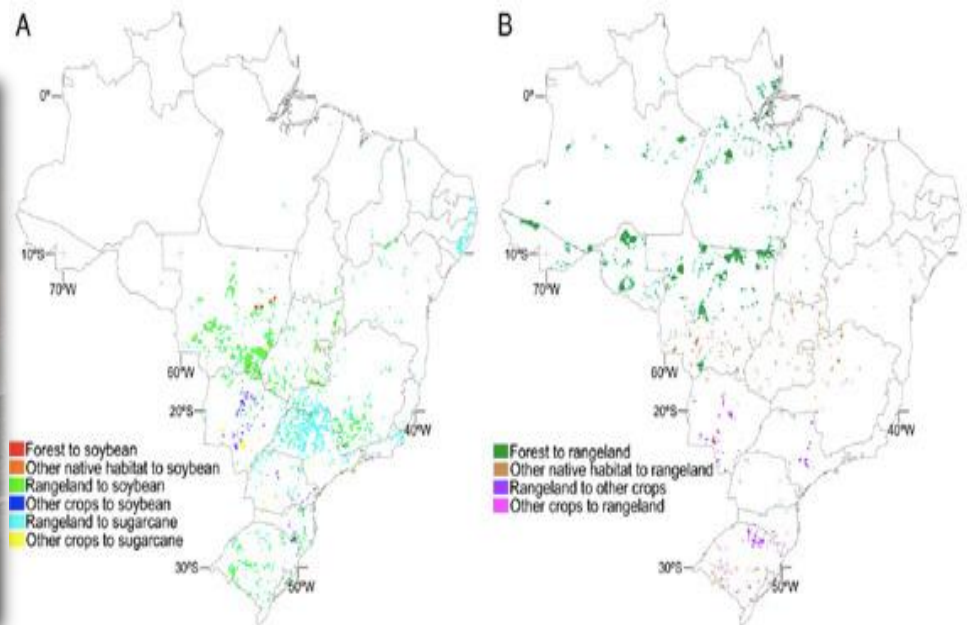 A
0°
10°S
70°W
60°W
20°S
40°W
Forest to soybean
Other native habitat to soybean
Rangeland to soybean
Other crops to soybean
Rangeland to sugarcane
Other crops to sugarcane
30°S
50°W
B
0°
10°S
70°W
60°W
20°S
40°W
Forest to rangeland
Other native habitat to rangeland
Rangeland to other crops
Other crops to rangeland
30°S
50°W